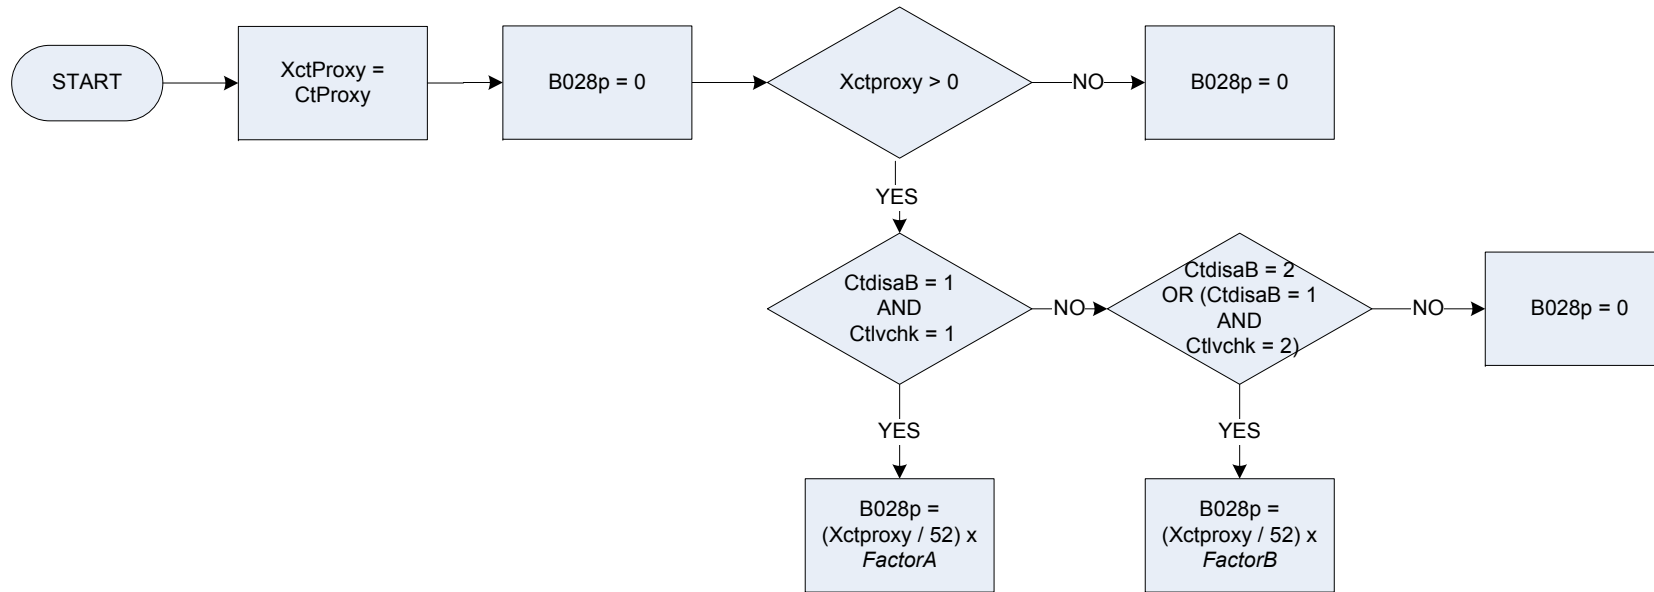 START
XctProxy =
CtProxy
B028p = 0
Xctproxy > 0
NO
B028p = 0
YES
CtdisaB = 1
AND
Ctlvchk = 1
NO
CtdisaB = 2
OR (CtdisaB = 1
AND
Ctlvchk = 2)
NO
B028p = 0
YES
YES
B028p =
(Xctproxy / 52) x
FactorA
B028p =
(Xctproxy / 52) x
FactorB